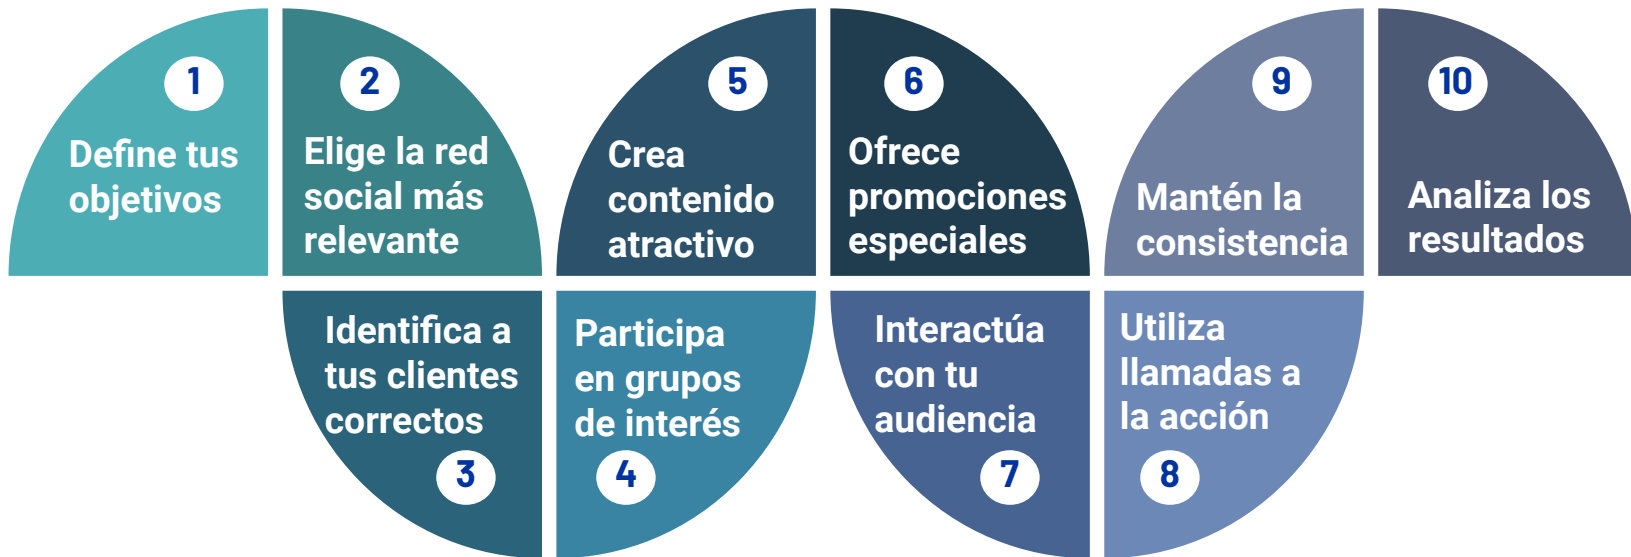 1
Define tus
objetivos
2
Elige la red
social más
relevante
Identifica a
tus clientes
correctos
3
Participa
en grupos
de interés
4
5
Crea
contenido
atractivo
6
Ofrece
promociones
especiales
Interactúa
con tu
audiencia
7
Utiliza
llamadas a
la acción
8
9
Mantén la
consistencia
10
Analiza los
resultados